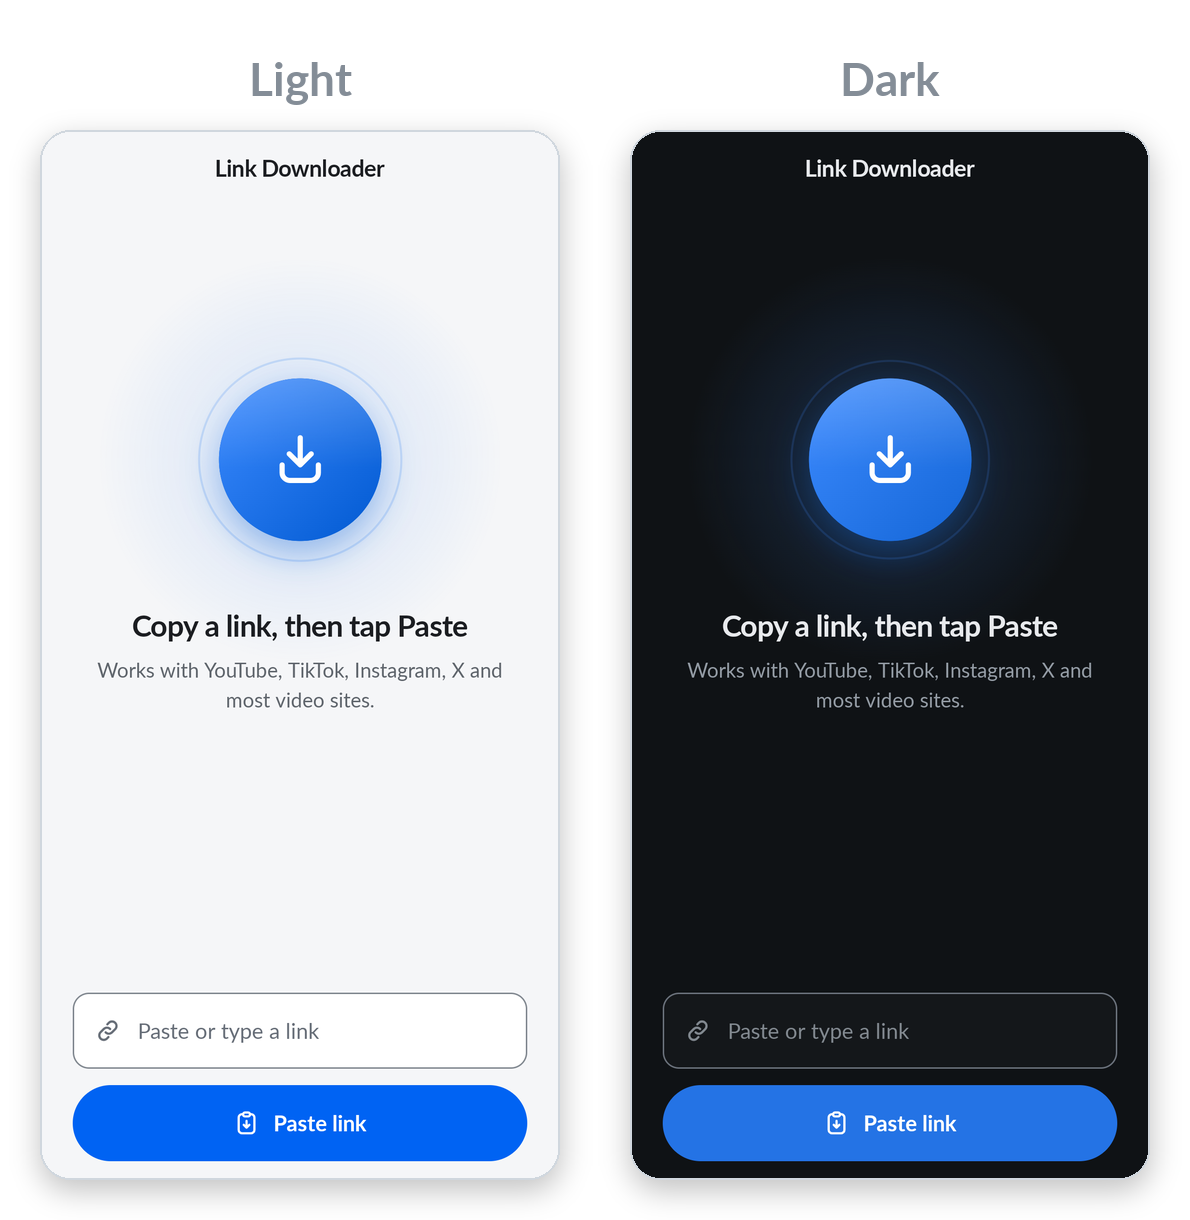 Light
Link Downloader
Copy a link, then tap Paste
Works with YouTube, TikTok, Instagram, X and
most video sites.
Paste or type a link
Paste link
Dark
Link Downloader
Copy a link, then tap Paste
Works with YouTube, TikTok, Instagram, X and
most video sites.
Paste or type a link
Paste link